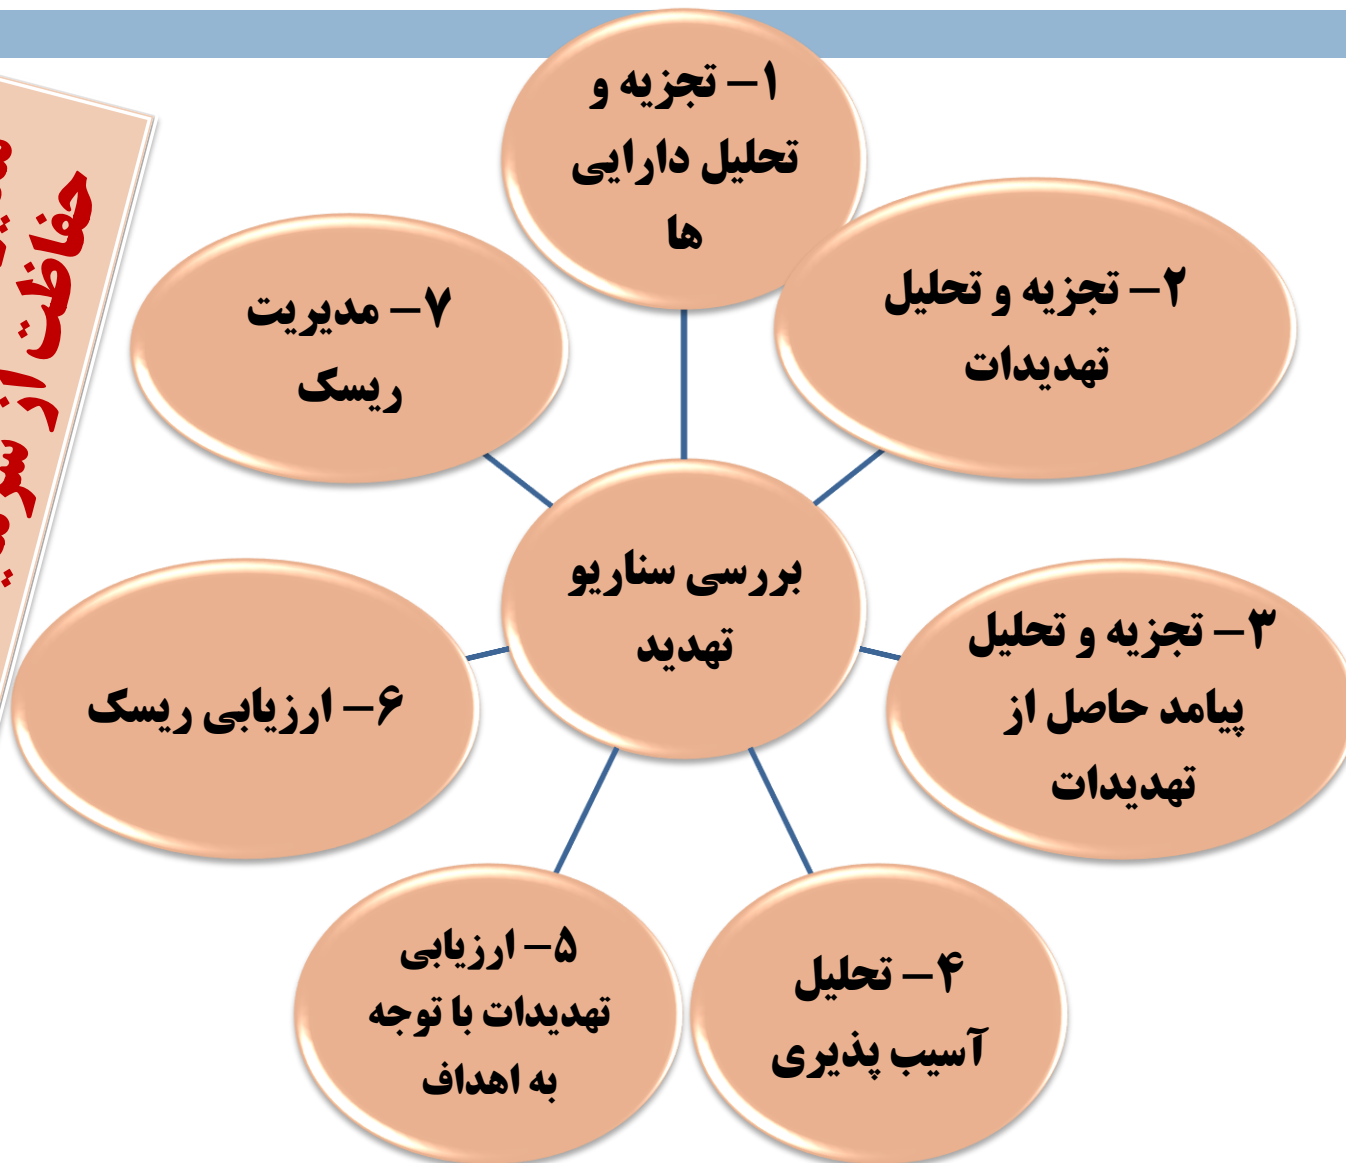 حفاظت از
۱– تجزیه و
تحلیل دارایی
ها
۲– تجزیه و تحلیل
تهدیدات
۳– تجزیه و تحلیل
پیامد حاصل از
تهدیدات
۴– تحلیل
آسیب پذیری
۵– ارزیابی
تهدیدات با توجه
به اهداف
۶– ارزیابی ریسک
۷– مدیریت
ریسک
بررسی سناریو
تهدید